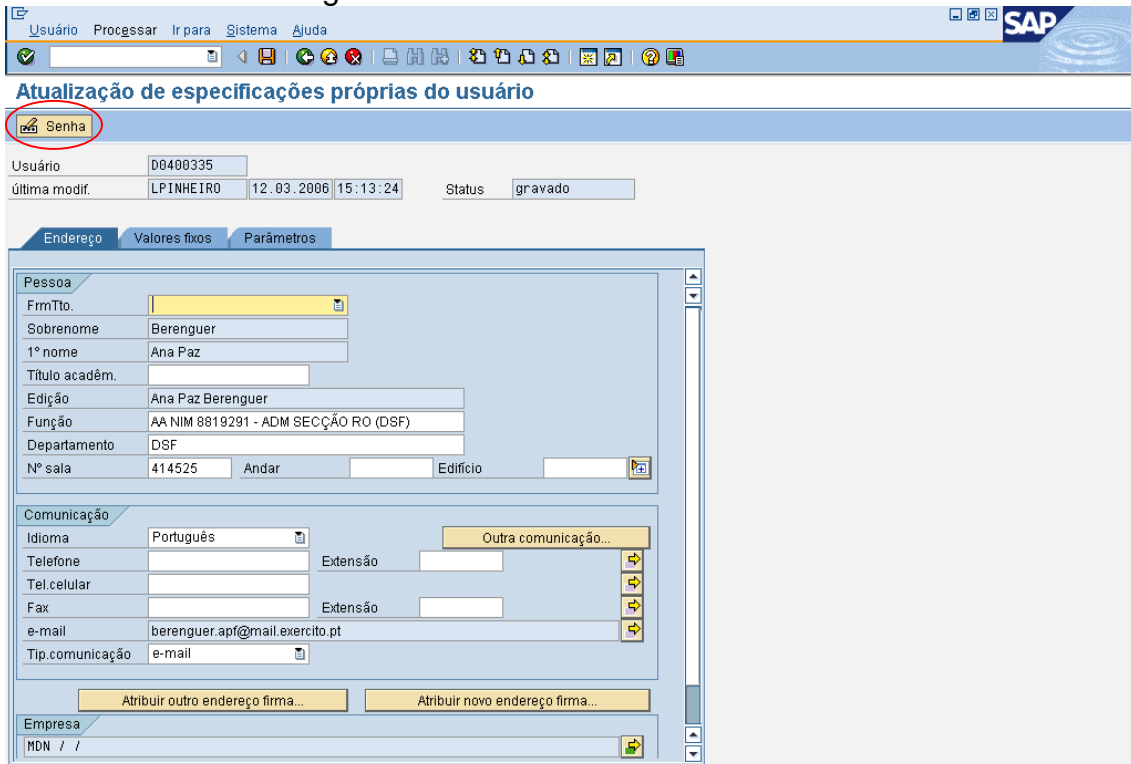 Usuário Processar Ir para Sistema Ajuda
SAP
Atualização de especificações próprias do usuário
Senha
Usuário D0400335
última modif. LPINHEIRO 12.03.2006 15:13:24 Status gravado
Endereço Valores fixos Parâmetros
Pessoa
FrmTto.
Sobrenome Berenguer
1º nome Ana Paz
Título acadêm.
Edição Ana Paz Berenguer
Função AA NIM 8819291 - ADM SECÇÃO RO (DSF)
Departamento DSF
Nº sala 414525 Andar Edifício
Comunicação
Idioma Português Outra comunicação...
Telefone Extensão
Tel.celular
Fax Extensão
e-mail berenguer.apf@mail.exercito.pt
Tip.comunicação e-mail
Atribuir outro endereço firma... Atribuir novo endereço firma...
Empresa
MDN / /